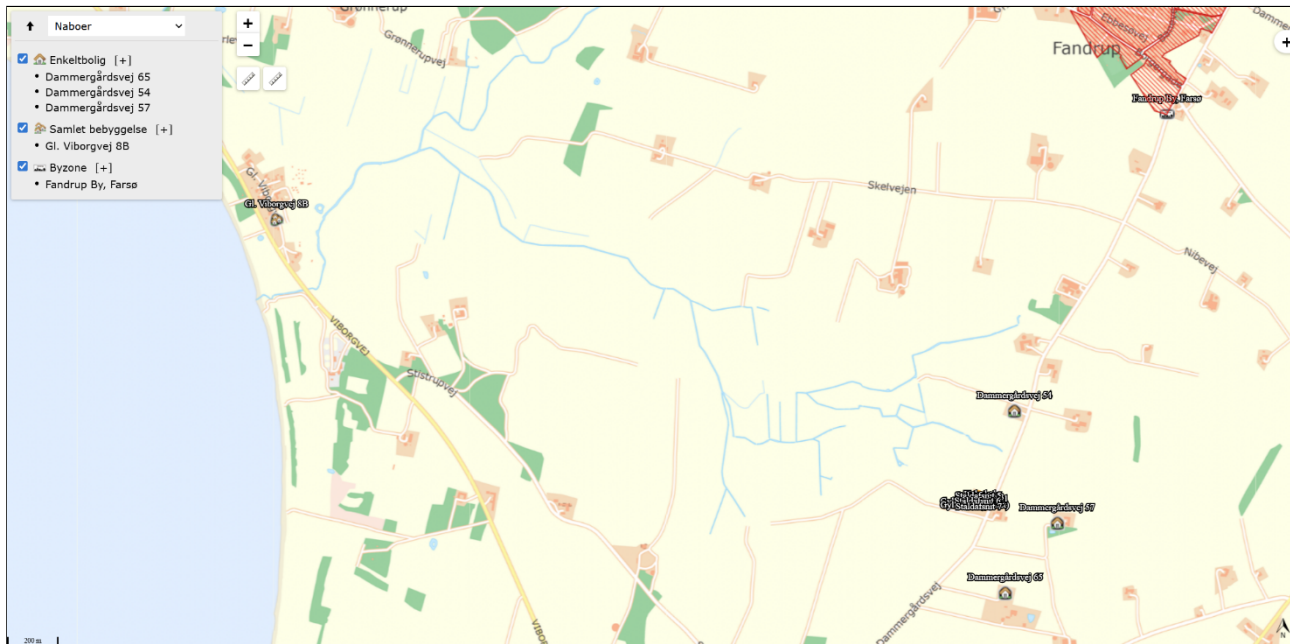 Naboer
Enkeltbolig [+]
• Dammergårdsvej 65
• Dammergårdsvej 54
• Dammergårdsvej 57
Samlet bebyggelse [+]
• Gl. Viborgvej 8B
Byzone [+]
• Fandrup By, Farsø
+
−
Grønnerup
Grønnerupvej
Ebbesøvej
Fandrup
+
Fandrup By, Farsø
Skelvejen
Gl. Viborgvej 8B
Nibevej
VIBORGVEJ
Stistrupvej
Dammergårdsvej 54
Dammergårdsvej 57
Dammergårdsvej 65
Dammergårdsvej
200 m
N